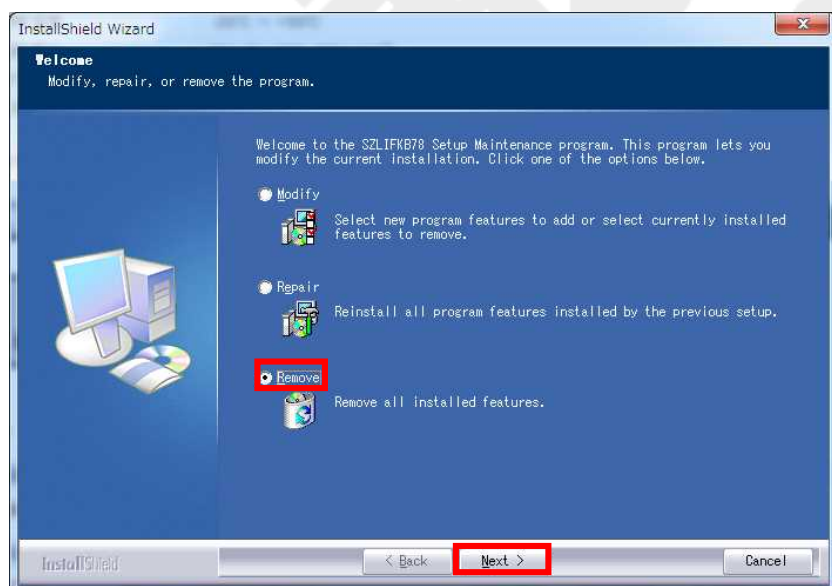 InstallShield Wizard
Welcome
Modify, repair, or remove the program.
Welcome to the SZLIFKB78 Setup Maintenance program. This program lets you
modify the current installation. Click one of the options below.
Modify
Select new program features to add or select currently installed
features to remove.
Repair
Reinstall all program features installed by the previous setup.
Remove
Remove all installed features.
InstallShield
< Back
Next >
Cancel